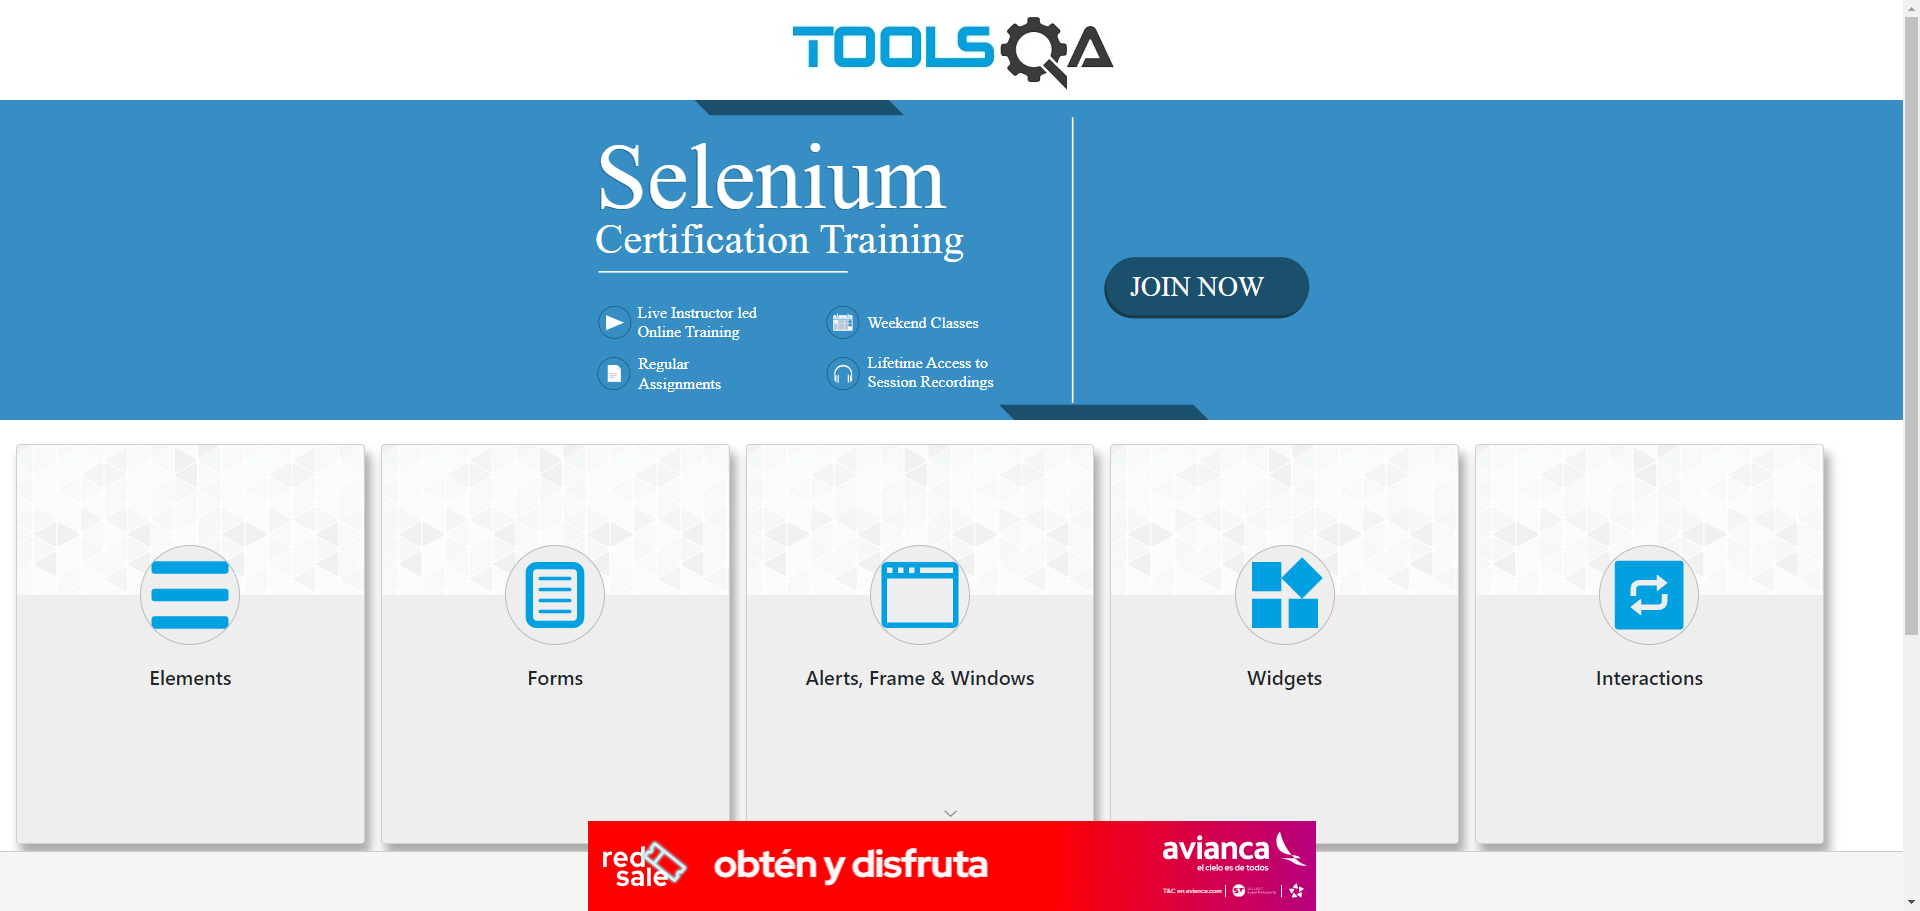 TOOLSQA
Selenium
Certification Training
JOIN NOW
Live Instructor led
Online Training
Weekend Classes
Regular
Assignments
Lifetime Access to
Session Recordings
Elements
Forms
Alerts, Frame & Windows
Widgets
Interactions
red
sale
obtén y disfruta
avianca
el cielo es de todos
T&C en avianca.com